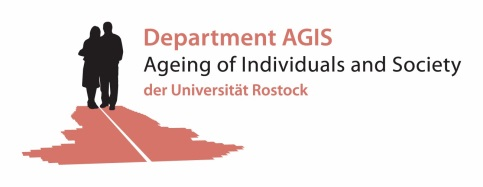 Department AGIS
Ageing of Individuals and Society
der Universität Rostock